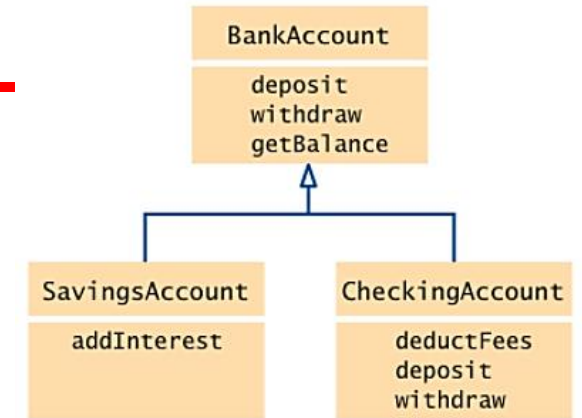 BankAccount
deposit
withdraw
getBalance
SavingsAccount
addInterest
CheckingAccount
deductFees
deposit
withdraw